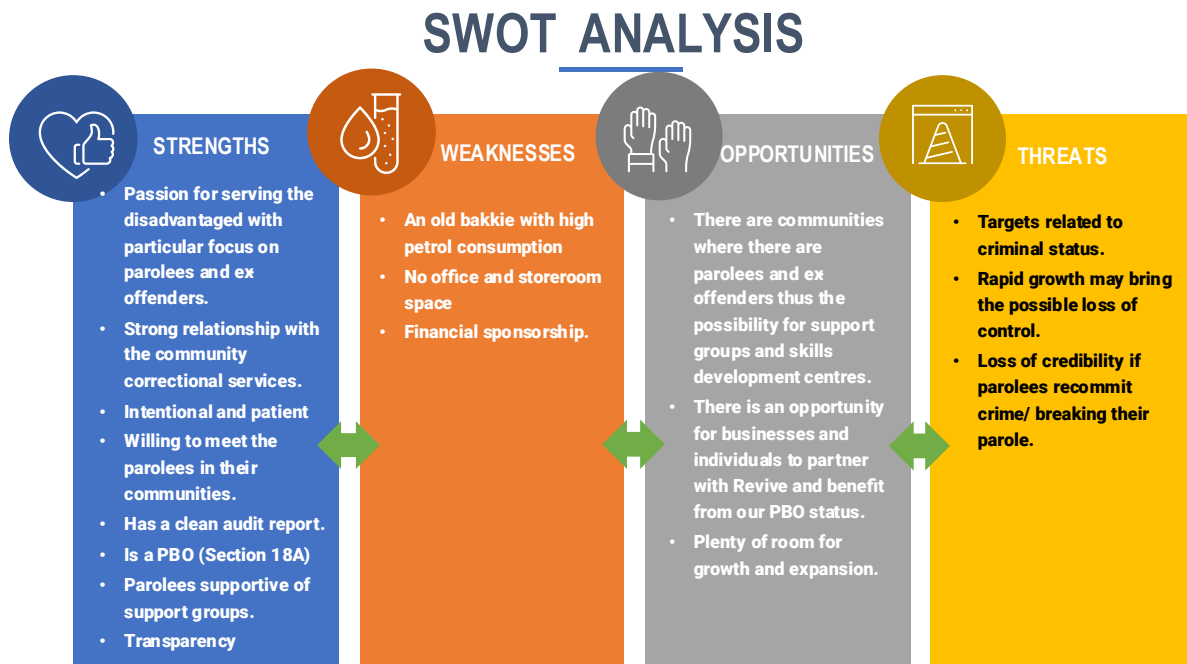 SWOT ANALYSIS
STRENGTHS
• Passion for serving the
disadvantaged with
particular focus on
parolees and ex-
offenders.
• Strong relationship with
the community
correctional services.
• Intentional and patient
• Willing to meet the
parolees in their
communities.
• Has a clean audit report.
• Is a PBO (Section 18A)
• Parolees supportive of
support groups.
• Transparency
WEAKNESSES
• An old bakkie with high
petrol consumption
• No office and storeroom
space
• Financial sponsorship.
OPPORTUNITIES
• There are communities
where there are
parolees and ex-
offenders thus the
possibility for support
groups and skills
development centres.
• There is an opportunity
for businesses and
individuals to partner
with Revive and benefit
from our PBO status.
• Plenty of room for
growth and expansion.
THREATS
• Targets related to
criminal status.
• Rapid growth may bring
the possible loss of
control.
• Loss of credibility if
parolees recommit
crime/ breaking their
parole.